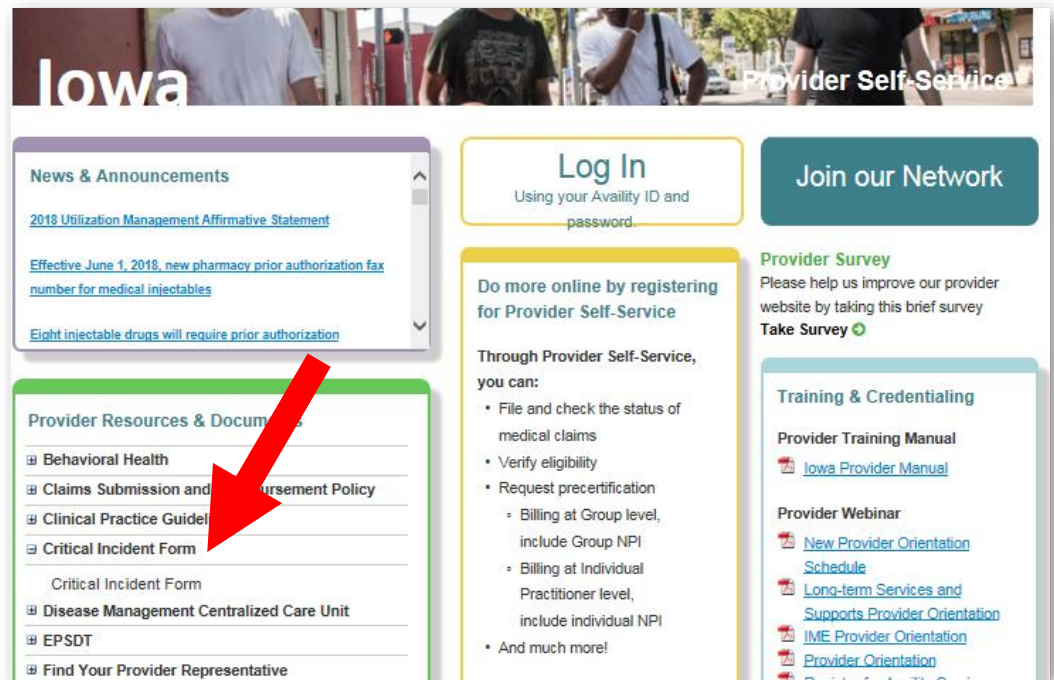 Iowa
Provider Self-Service
News & Announcements
2018 Utilization Management Affirmative Statement
Effective June 1, 2018, new pharmacy prior authorization fax
number for medical injectables
Eight injectable drugs will require prior authorization
Provider Resources & Documents
Behavioral Health
Claims Submission and Reimbursement Policy
Clinical Practice Guidel
Critical Incident Form
Critical Incident Form
Disease Management Centralized Care Unit
EPSDT
Find Your Provider Representative
Log In
Using your Availity ID and
password.
Do more online by registering
for Provider Self-Service
Through Provider Self-Service,
you can:
• File and check the status of
medical claims
• Verify eligibility
• Request precertification
◦ Billing at Group level,
include Group NPI
◦ Billing at Individual
Practitioner level,
include individual NPI
• And much more!
Join our Network
Provider Survey
Please help us improve our provider
website by taking this brief survey
Take Survey
Training & Credentialing
Provider Training Manual
Iowa Provider Manual
Provider Webinar
New Provider Orientation
Schedule
Long-term Services and
Supports Provider Orientation
IME Provider Orientation
Provider Orientation